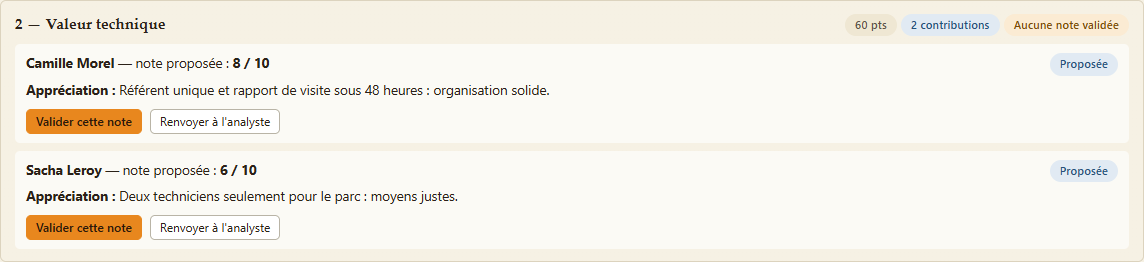 2 — Valeur technique
60 pts
2 contributions
Aucune note validée
Camille Morel — note proposée : 8 / 10
Proposée
Appréciation : Référent unique et rapport de visite sous 48 heures : organisation solide.
Valider cette note
Renvoyer à l'analyste
Sacha Leroy — note proposée : 6 / 10
Proposée
Appréciation : Deux techniciens seulement pour le parc : moyens justes.
Valider cette note
Renvoyer à l'analyste